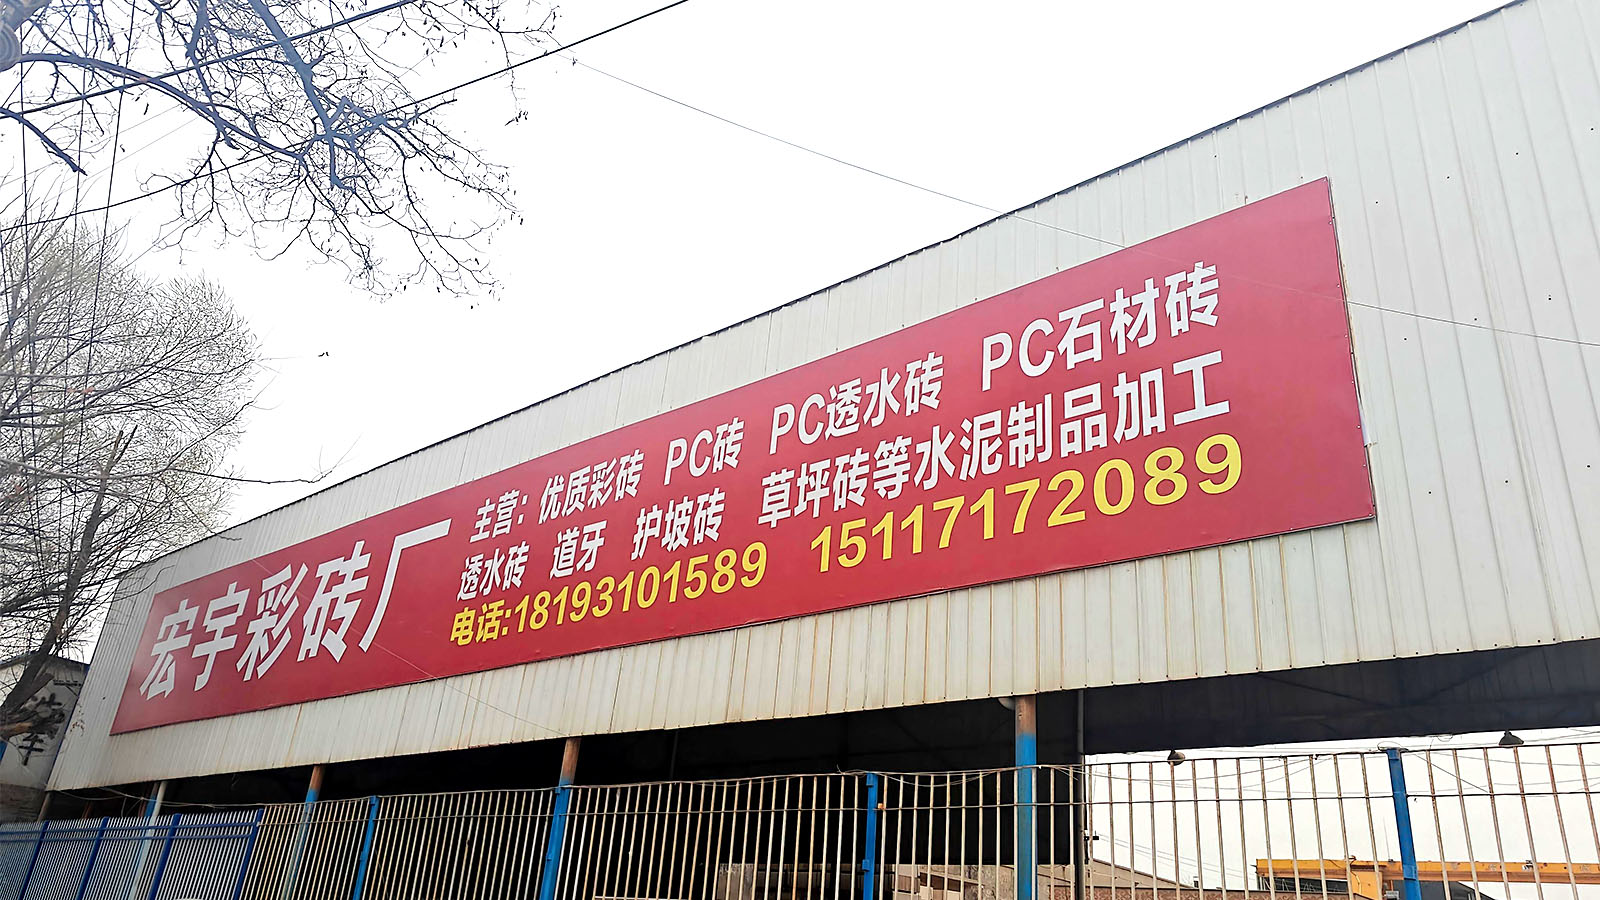 宏宇彩砖厂
主营：优质彩砖 PC砖 PC透水砖 PC石材砖
透水砖 道牙 护坡砖 草坪砖等水泥制品加工
电话:18193101589 15117172089